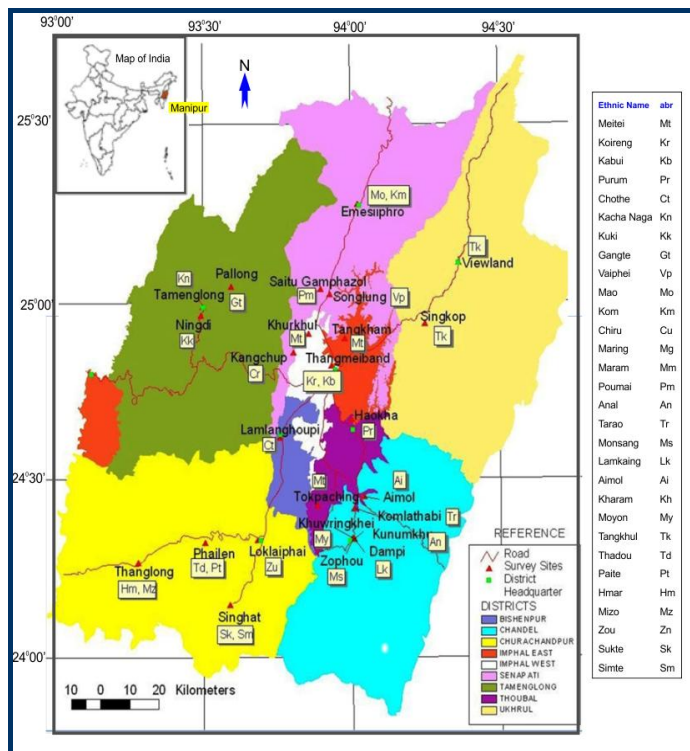 93°00'
93°30'
94°00'
94°30'
Map of India
Manipur
N
25°30'
25°00'
24°30'
24°00'
Mo, Km
Emesiiphro
Tk
Viewland
Kn
Pallong
Tamenglong
Gt
Ningdi
Kk
Saitu Gamphazol
Pm
Songlung
Vp
Khurkhul
Mt
Tangkham
Mt
Singkop
Tk
Kangchup
Cr
Thangmeiband
Kr, Kb
Haokha
Pr
Lamlanghoupi
Ct
Mt
Tokpaching
Ai
Aimol
Komlathabi
Tr
Khuwringkhei
Kunumkhu
An
My
Dampi
Zophou
Ms
Lk
Phailen
Td, Pt
Loklaiphai
Zu
Thanglong
Hm, Mz
Singhat
Sk, Sm
10 0 10 20 Kilometers
REFERENCE
Road
Survey Sites
District
Headquarter
DISTRICTS
BISHENPUR
CHANDEL
CHURACHANDPUR
IMPHAL EAST
IMPHAL WEST
SENAPATI
TAMENGLONG
THOUBAL
UKHRUL
Ethnic Name abr
Meitei Mt
Koireng Kr
Kabui Kb
Purum Pr
Chothe Ct
Kacha Naga Kn
Kuki Kk
Gangte Gt
Vaiphei Vp
Mao Mo
Kom Km
Chiru Cu
Maring Mg
Maram Mm
Poumai Pm
Anal An
Tarao Tr
Monsang Ms
Lamkaing Lk
Aimol Ai
Kharam Kh
Moyon My
Tangkhul Tk
Thadou Td
Paite Pt
Hmar Hm
Mizo Mz
Zou Zn
Sukte Sk
Simte Sm